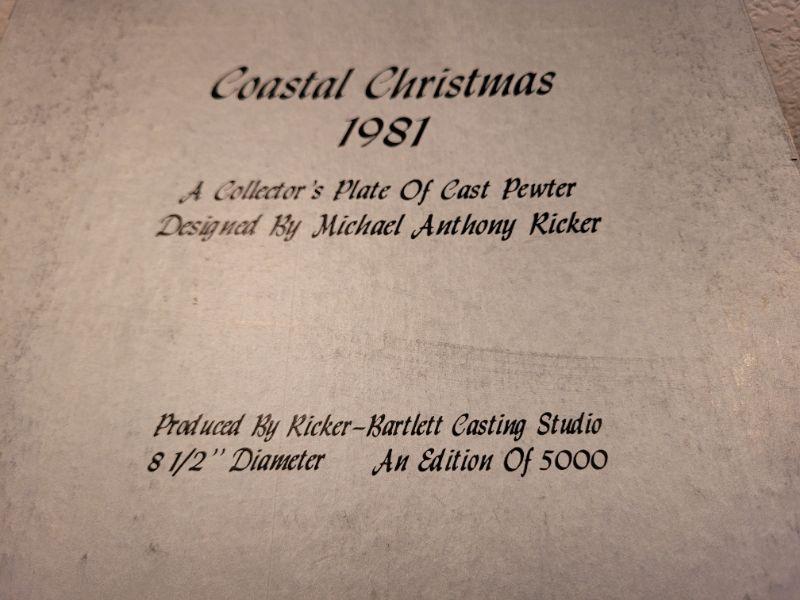 Coastal Christmas
1981
A Collector's Plate Of Cast Pewter
Designed By Michael Anthony Ricker
Produced By Ricker-Bartlett Casting Studio
8 1/2" Diameter An Edition Of 5000